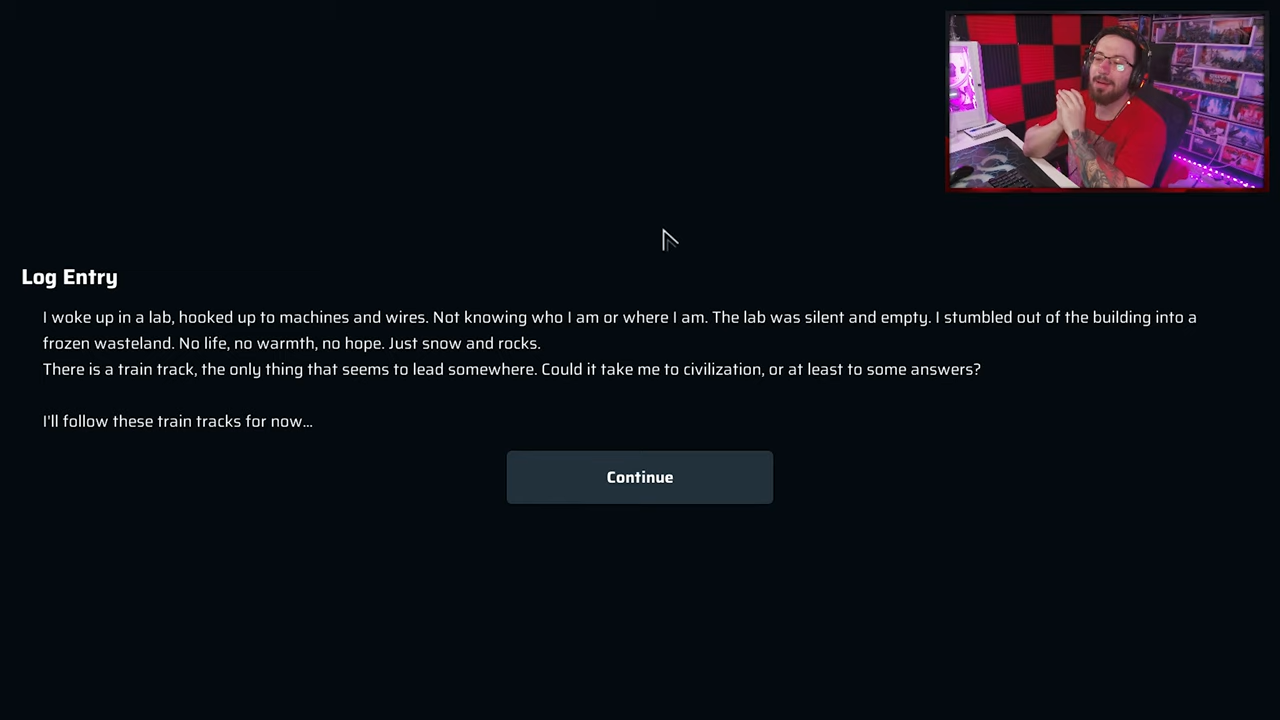 Log Entry
I woke up in a lab, hooked up to machines and wires. Not knowing who I am or where I am. The lab was silent and empty. I stumbled out of the building into a
frozen wasteland. No life, no warmth, no hope. Just snow and rocks.
There is a train track, the only thing that seems to lead somewhere. Could it take me to civilization, or at least to some answers?
I'll follow these train tracks for now...
Continue